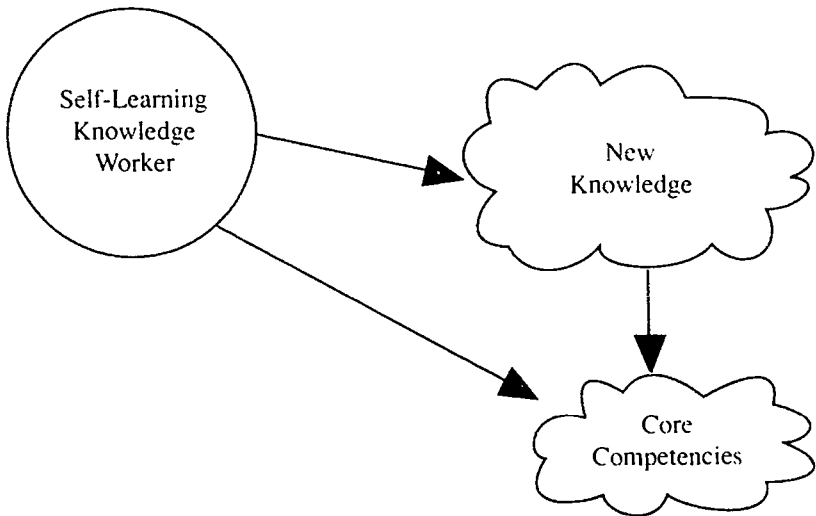 Self-Learning
Knowledge
Worker
New
Knowledge
Core
Competencies